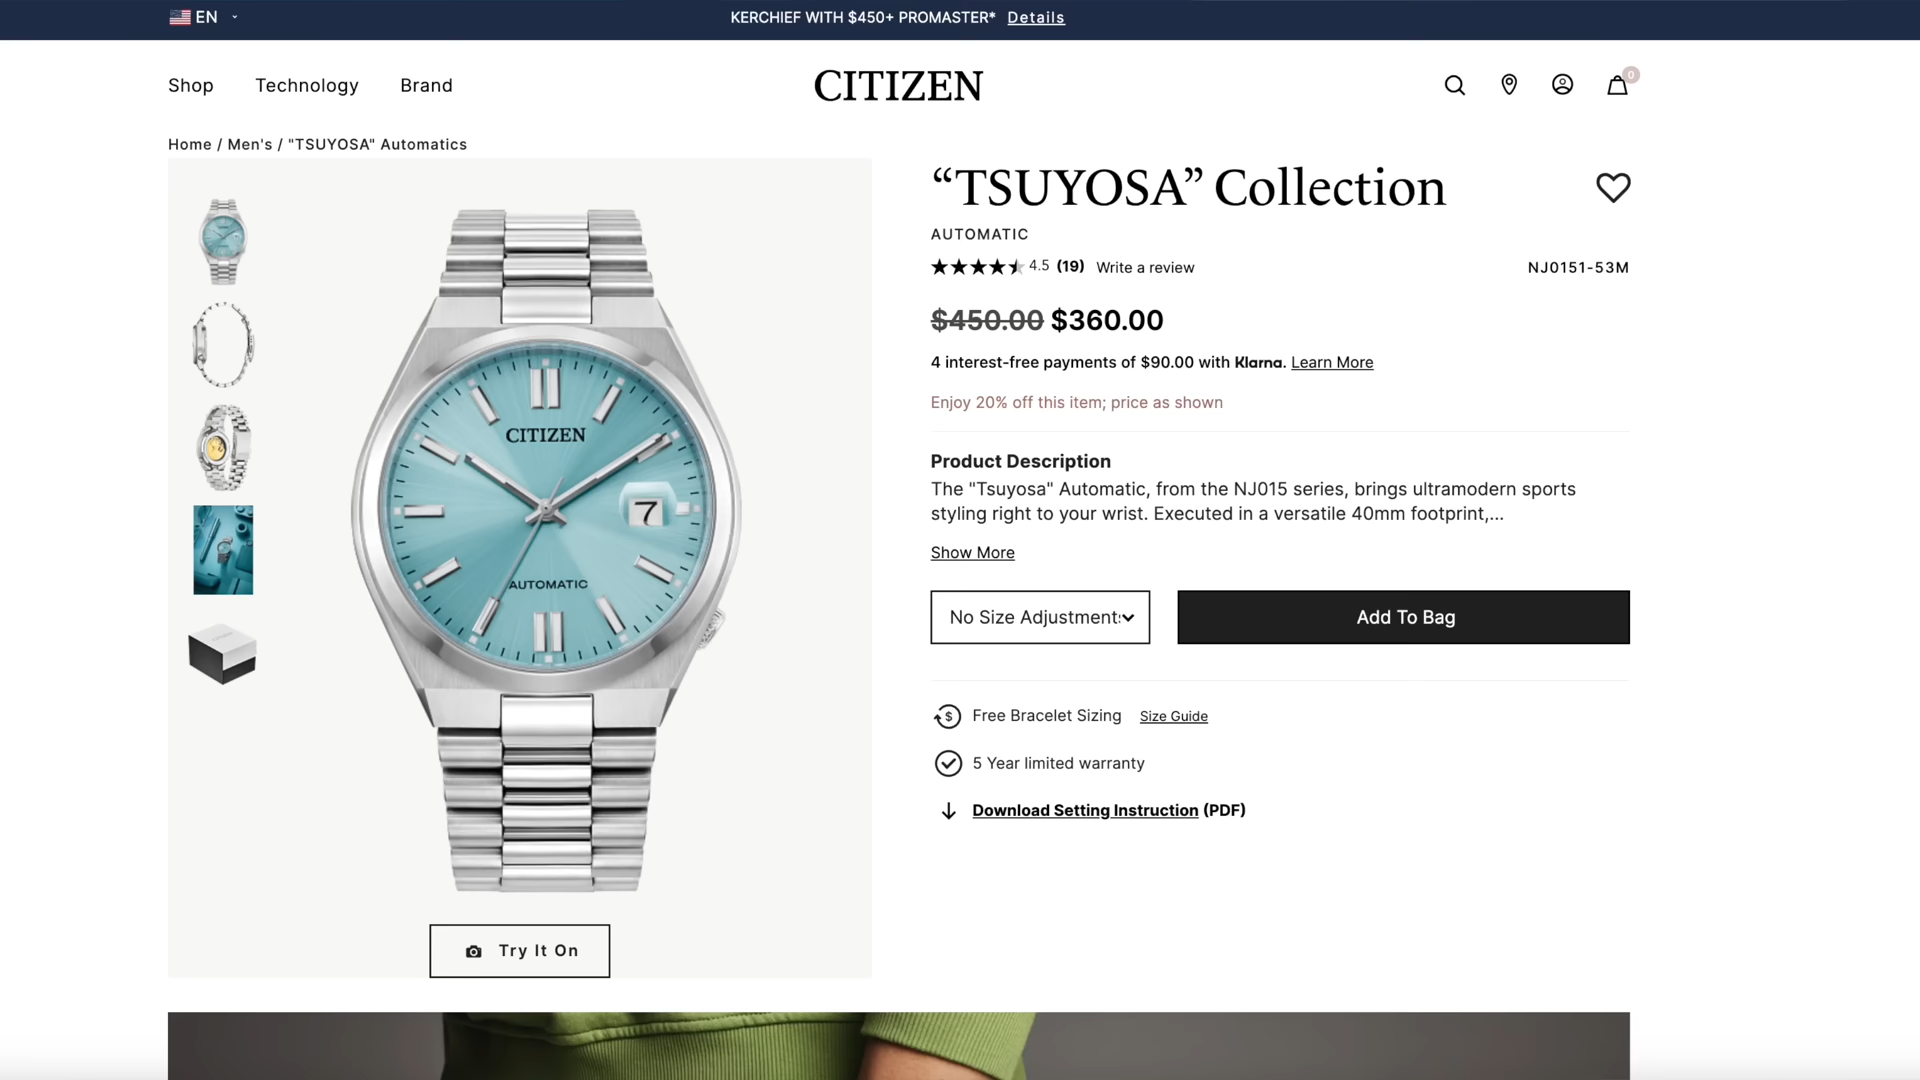 EN
KERCHIEF WITH $450+ PROMASTER* Details
Shop Technology Brand
CITIZEN
0
Home / Men's / "TSUYOSA" Automatics
“TSUYOSA” Collection
AUTOMATIC
4.5 (19) Write a review
NJ0151-53M
$450.00 $360.00
4 interest-free payments of $90.00 with Klarna. Learn More
Enjoy 20% off this item; price as shown
Product Description
The "Tsuyosa" Automatic, from the NJ015 series, brings ultramodern sports
styling right to your wrist. Executed in a versatile 40mm footprint,...
Show More
No Size Adjustment
Add To Bag
Free Bracelet Sizing Size Guide
5 Year limited warranty
Download Setting Instruction (PDF)
CITIZEN
7
AUTOMATIC
Try It On